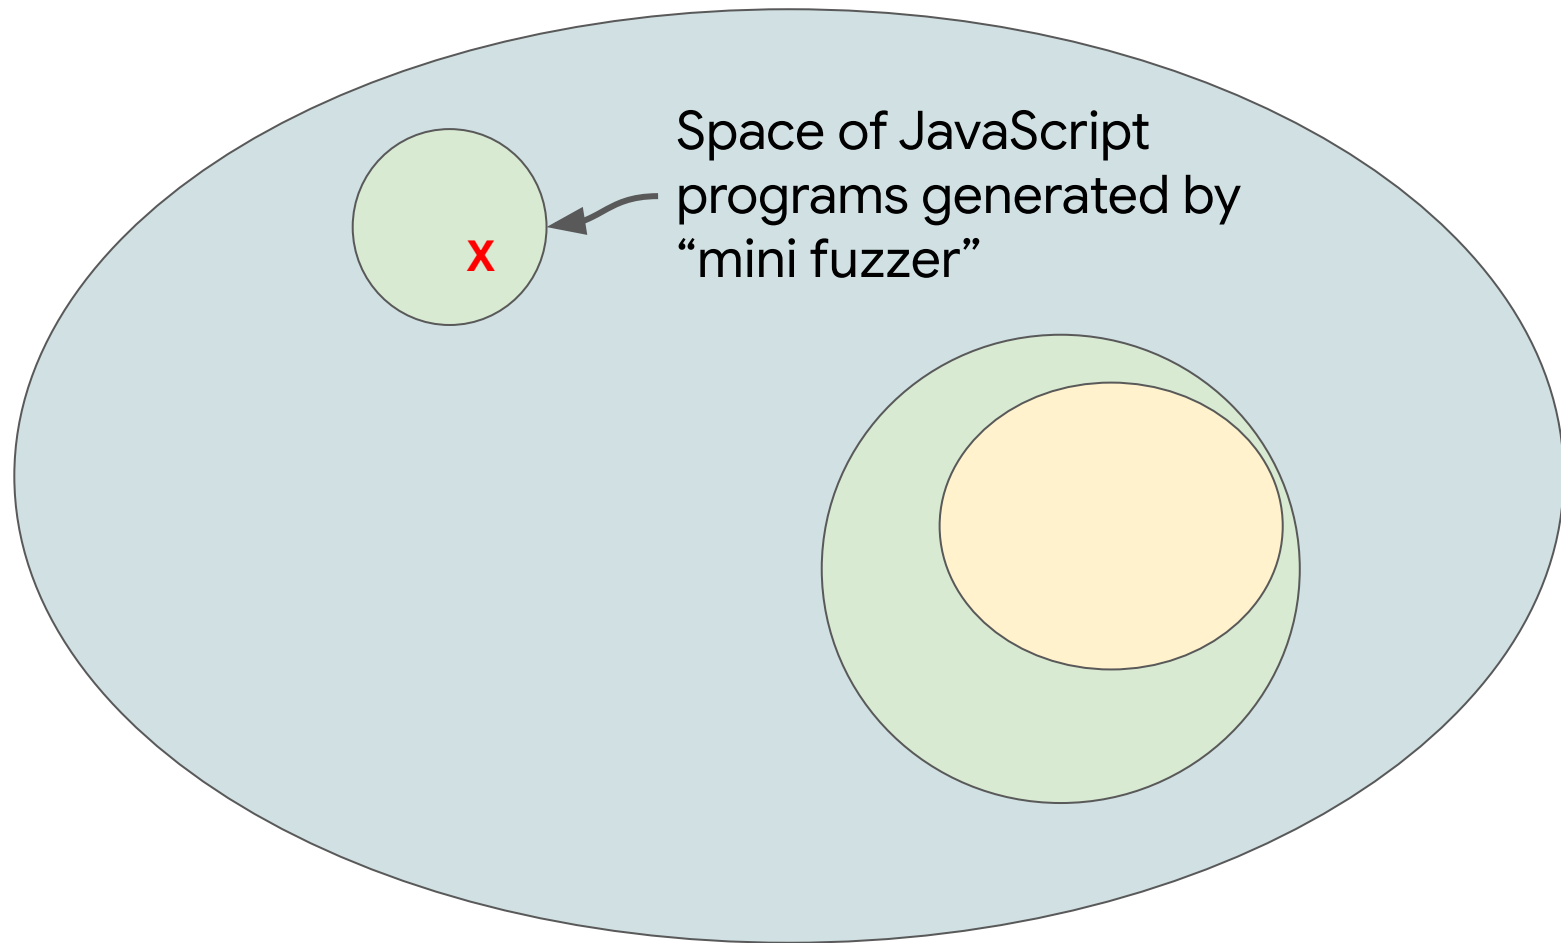 Space of JavaScript
programs generated by
“mini fuzzer”
X